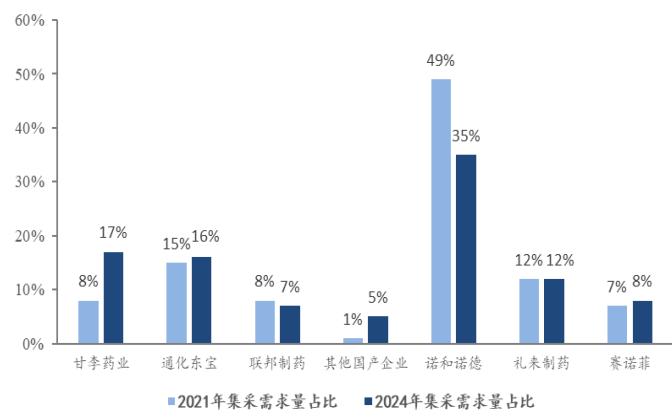 60%
50%
40%
30%
20%
10%
0%
8%
17%
15%
16%
8%
7%
1%
5%
49%
35%
12%
12%
7%
8%
甘李药业
通化东宝
联邦制药
其他国产企业
诺和诺德
礼来制药
赛诺菲
2021年集采需求量占比
2024年集采需求量占比